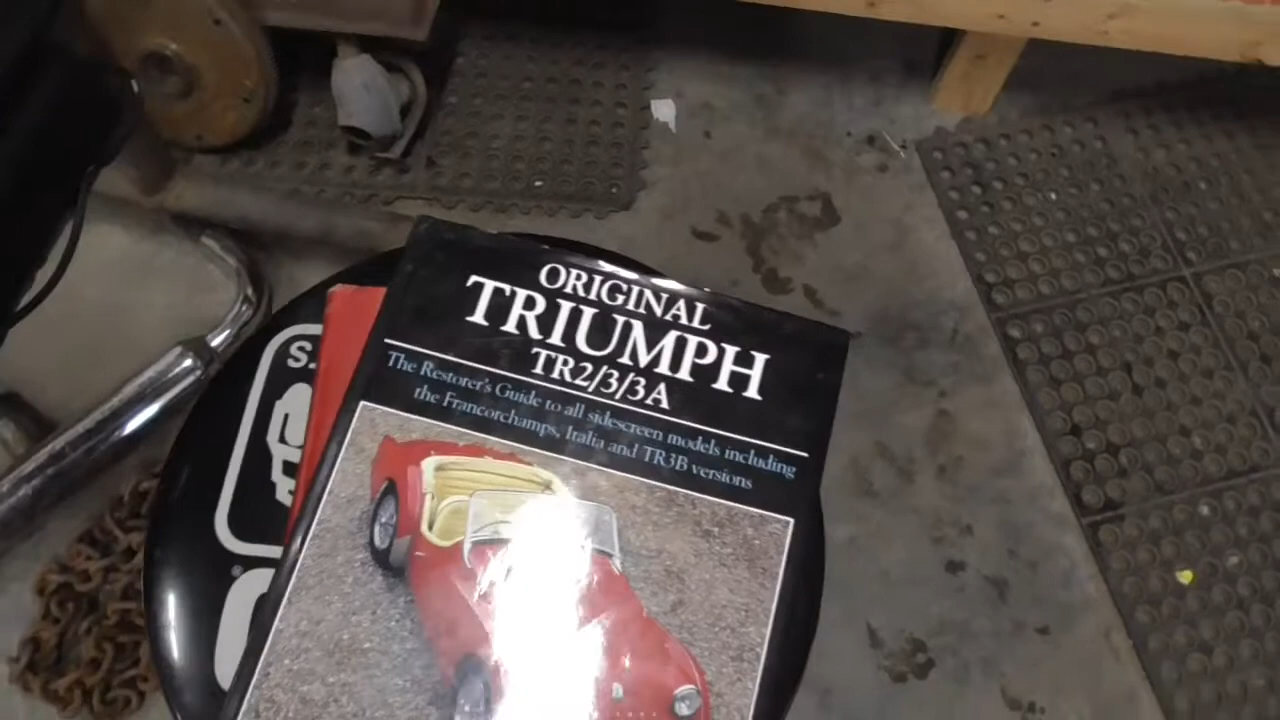 ORIGINAL
TRIUMPH
TR2/3/3A
The Restorer's Guide to all sidescreen models including
the Francorchamps, Italia and TR3B versions
S.